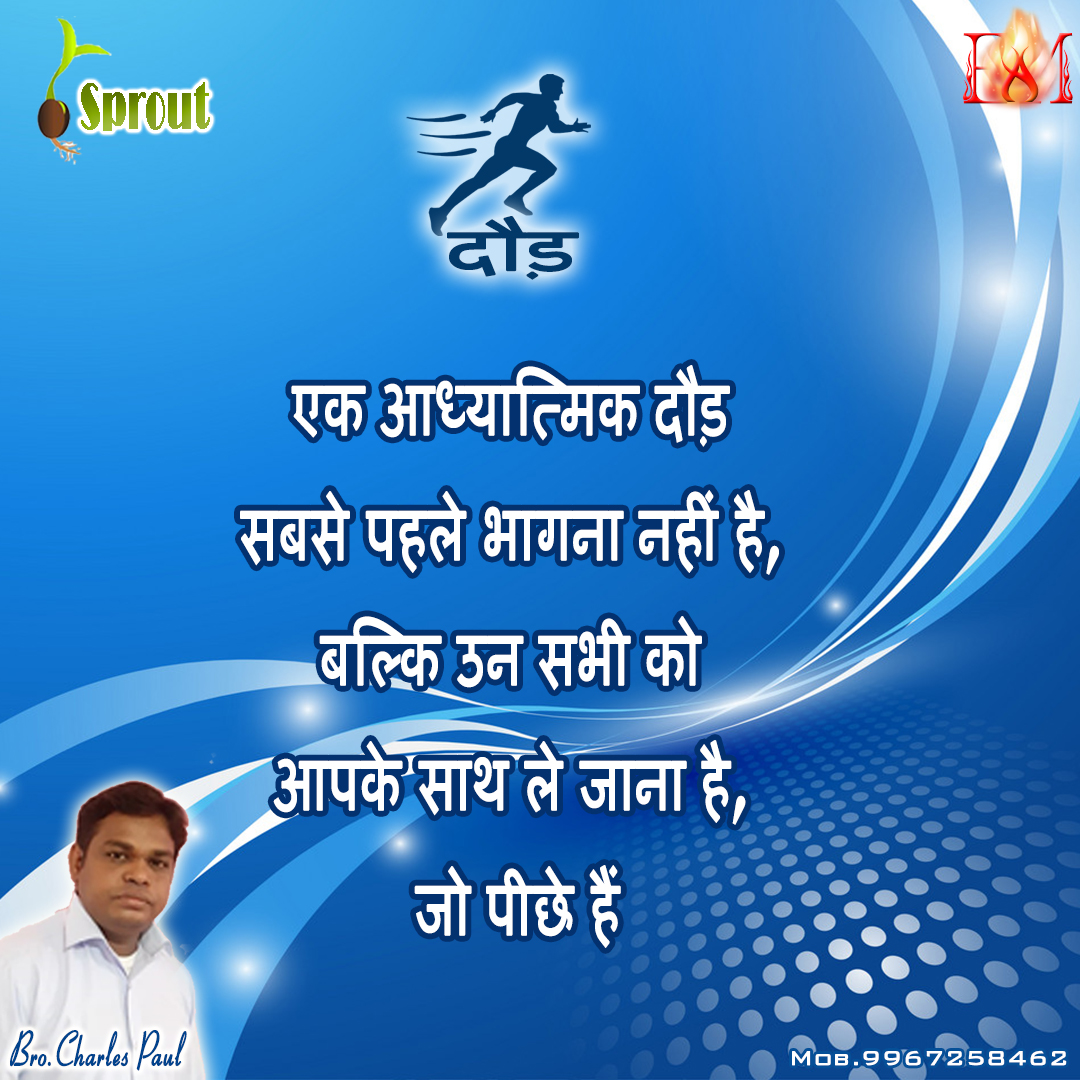 Sprout
दौड़
एक आध्यात्मिक दौड़
सबसे पहले भागना नहीं है,
बल्कि उन सभी को
आपके साथ ले जाना है,
जो पीछे हैं
Bro.Charles Paul
Mob.9967258462